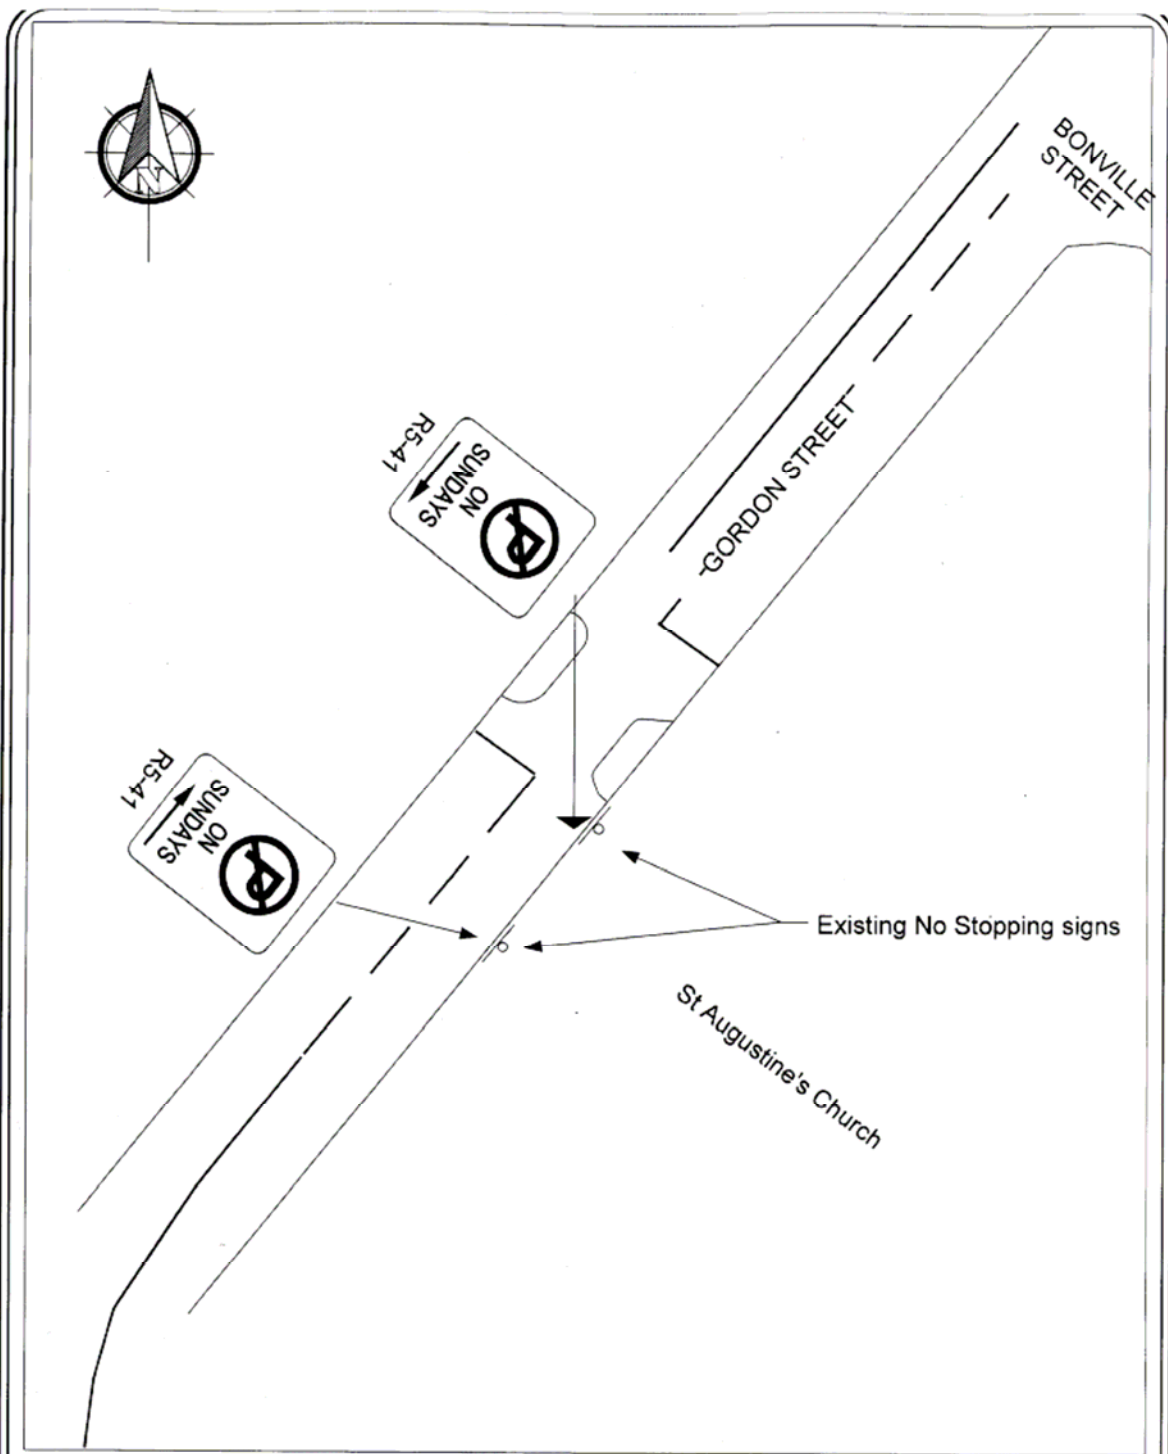 N
BONVILLE
STREET
GORDON STREET
R5-41
P
ON
SUNDAYS
R5-41
P
ON
SUNDAYS
Existing No Stopping signs
St Augustine's Church